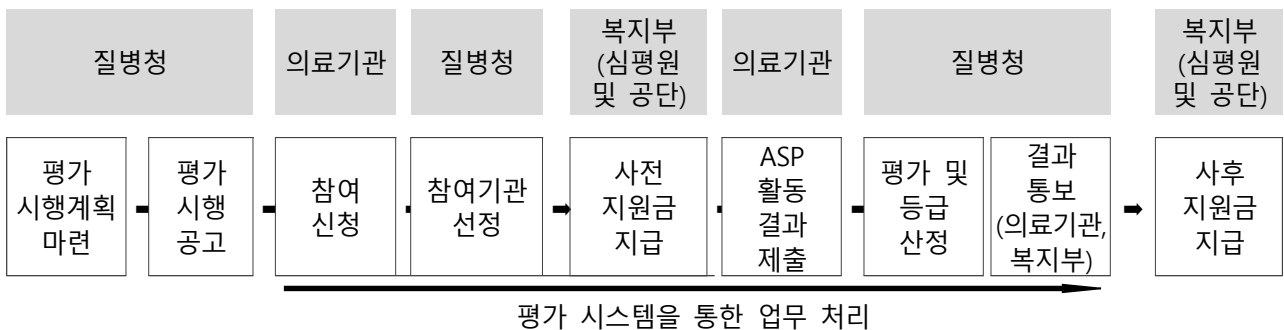 질병청
의료기관
질병청
복지부
(심평원
및 공단)
의료기관
질병청
복지부
(심평원
및 공단)
평가
시행계획
마련
평가
시행
공고
참여
신청
참여기관
선정
사전
지원금
지급
ASP
활동
결과
제출
평가 및
등급
산정
결과
통보
(의료기관,
복지부)
사후
지원금
지급
평가 시스템을 통한 업무 처리